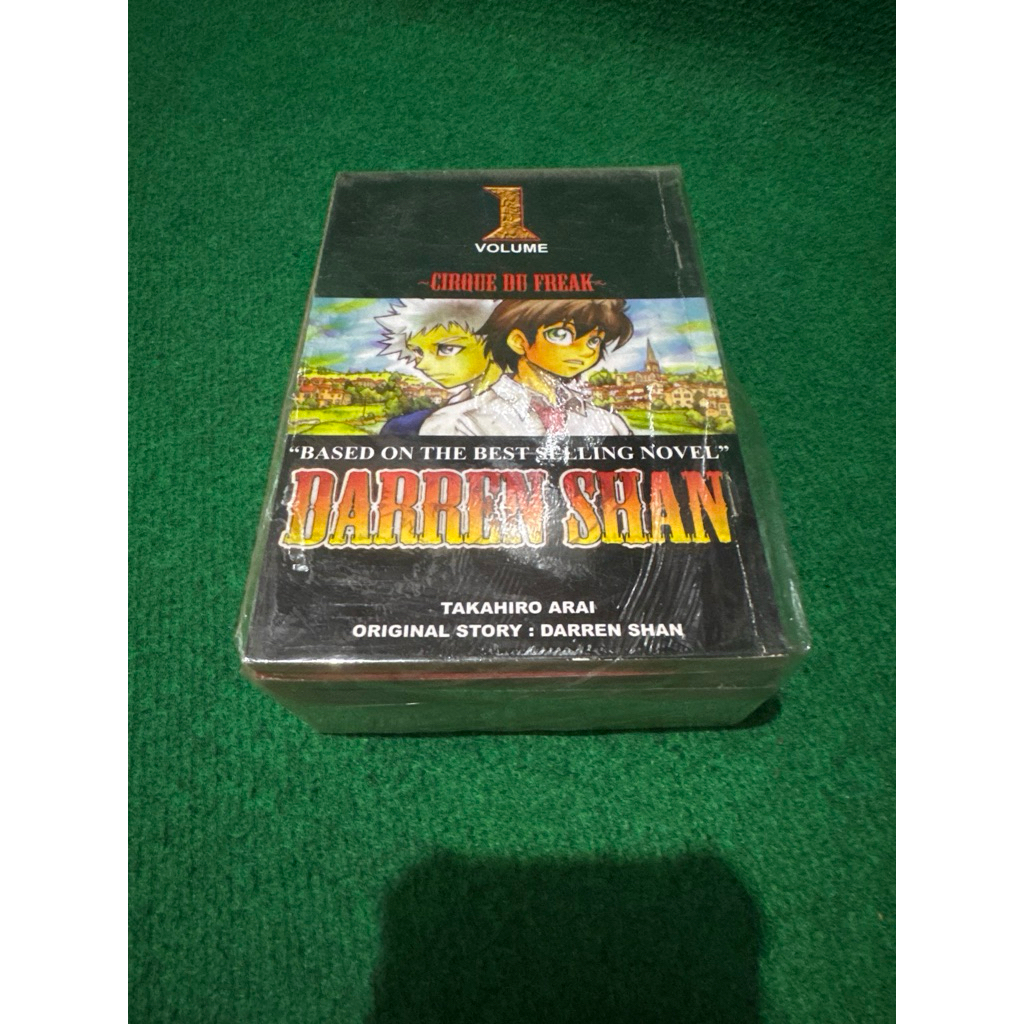 1
VOLUME
~CIRQUE DU FREAK~
“BASED ON THE BEST SELLING NOVEL”
DARREN SHAN
TAKAHIRO ARAI
ORIGINAL STORY : DARREN SHAN